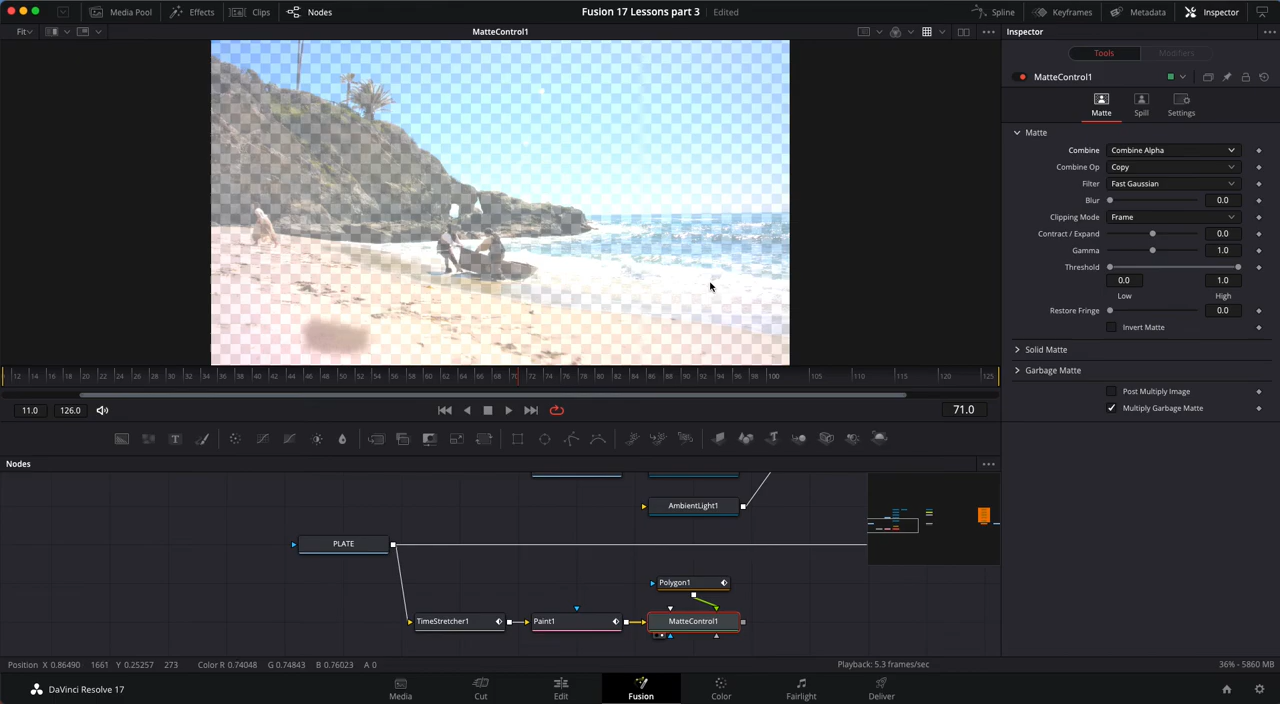 Media Pool Effects Clips Nodes Fusion 17 Lessons part 3 Edited Spline Keyframes Metadata Inspector
Fit MatteControl1 Inspector
Tools Modifiers
MatteControl1
Matte Spill Settings
Matte
Combine Combine Alpha
Combine Op Copy
Filter Fast Gaussian
Blur 0.0
Clipping Mode Frame
Contract / Expand 0.0
Gamma 1.0
Threshold
0.0 1.0
Low High
Restore Fringe 0.0
Invert Matte
Solid Matte
Garbage Matte
Post Multiply Image
Multiply Garbage Matte
12 14 16 18 20 22 24 26 28 30 32 34 36 38 40 42 44 46 48 50 52 54 56 58 60 62 64 66 68 70 72 74 76 78 80 82 84 86 88 90 92 94 96 98 100 105 110 115 120 125
11.0 126.0 71.0
Nodes
AmbientLight1
PLATE
Polygon1
TimeStretcher1 Paint1 MatteControl1
Position X 0.86490 1661 Y 0.25257 273 Color R 0.74048 G 0.74843 B 0.76023 A 0 Playback: 5.3 frames/sec 36% - 5860 MB
DaVinci Resolve 17 Media Cut Edit Fusion Color Fairlight Deliver